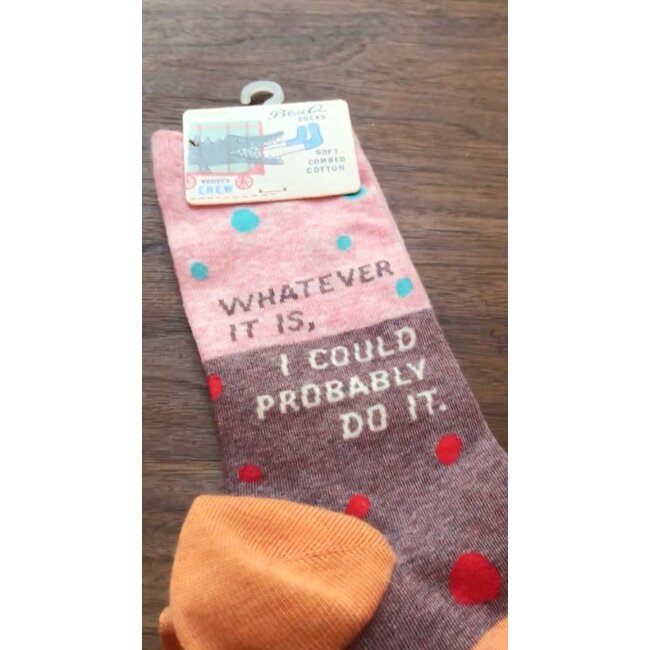 Blue Q
SOCKS
SOFT
COMBED
COTTON
women's
CREW
WHATEVER
IT IS,
I COULD
PROBABLY
DO IT.